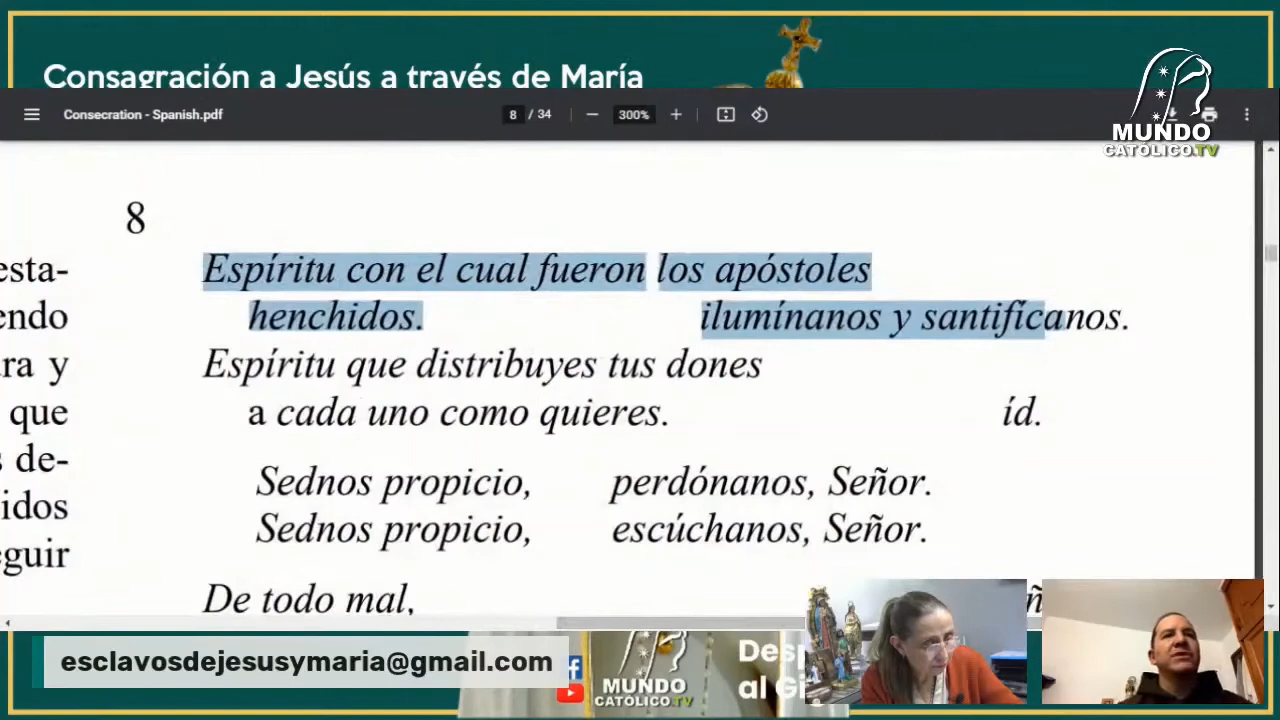 Consagración a Jesús a través de María
MUNDO
CATÓLICO.TV
Consecration - Spanish.pdf
8 / 34
300%
8
esta-
endo
ra y
que
s de-
idos
eguir
Espíritu con el cual fueron los apóstoles
henchidos. ilumínanos y santifícanos.
Espíritu que distribuyes tus dones
a cada uno como quieres. íd.
Sednos propicio, perdónanos, Señor.
Sednos propicio, escúchanos, Señor.
De todo mal,
esclavosdejesusymaria@gmail.com
MUNDO
CATÓLICO.TV
Desp
al Gi